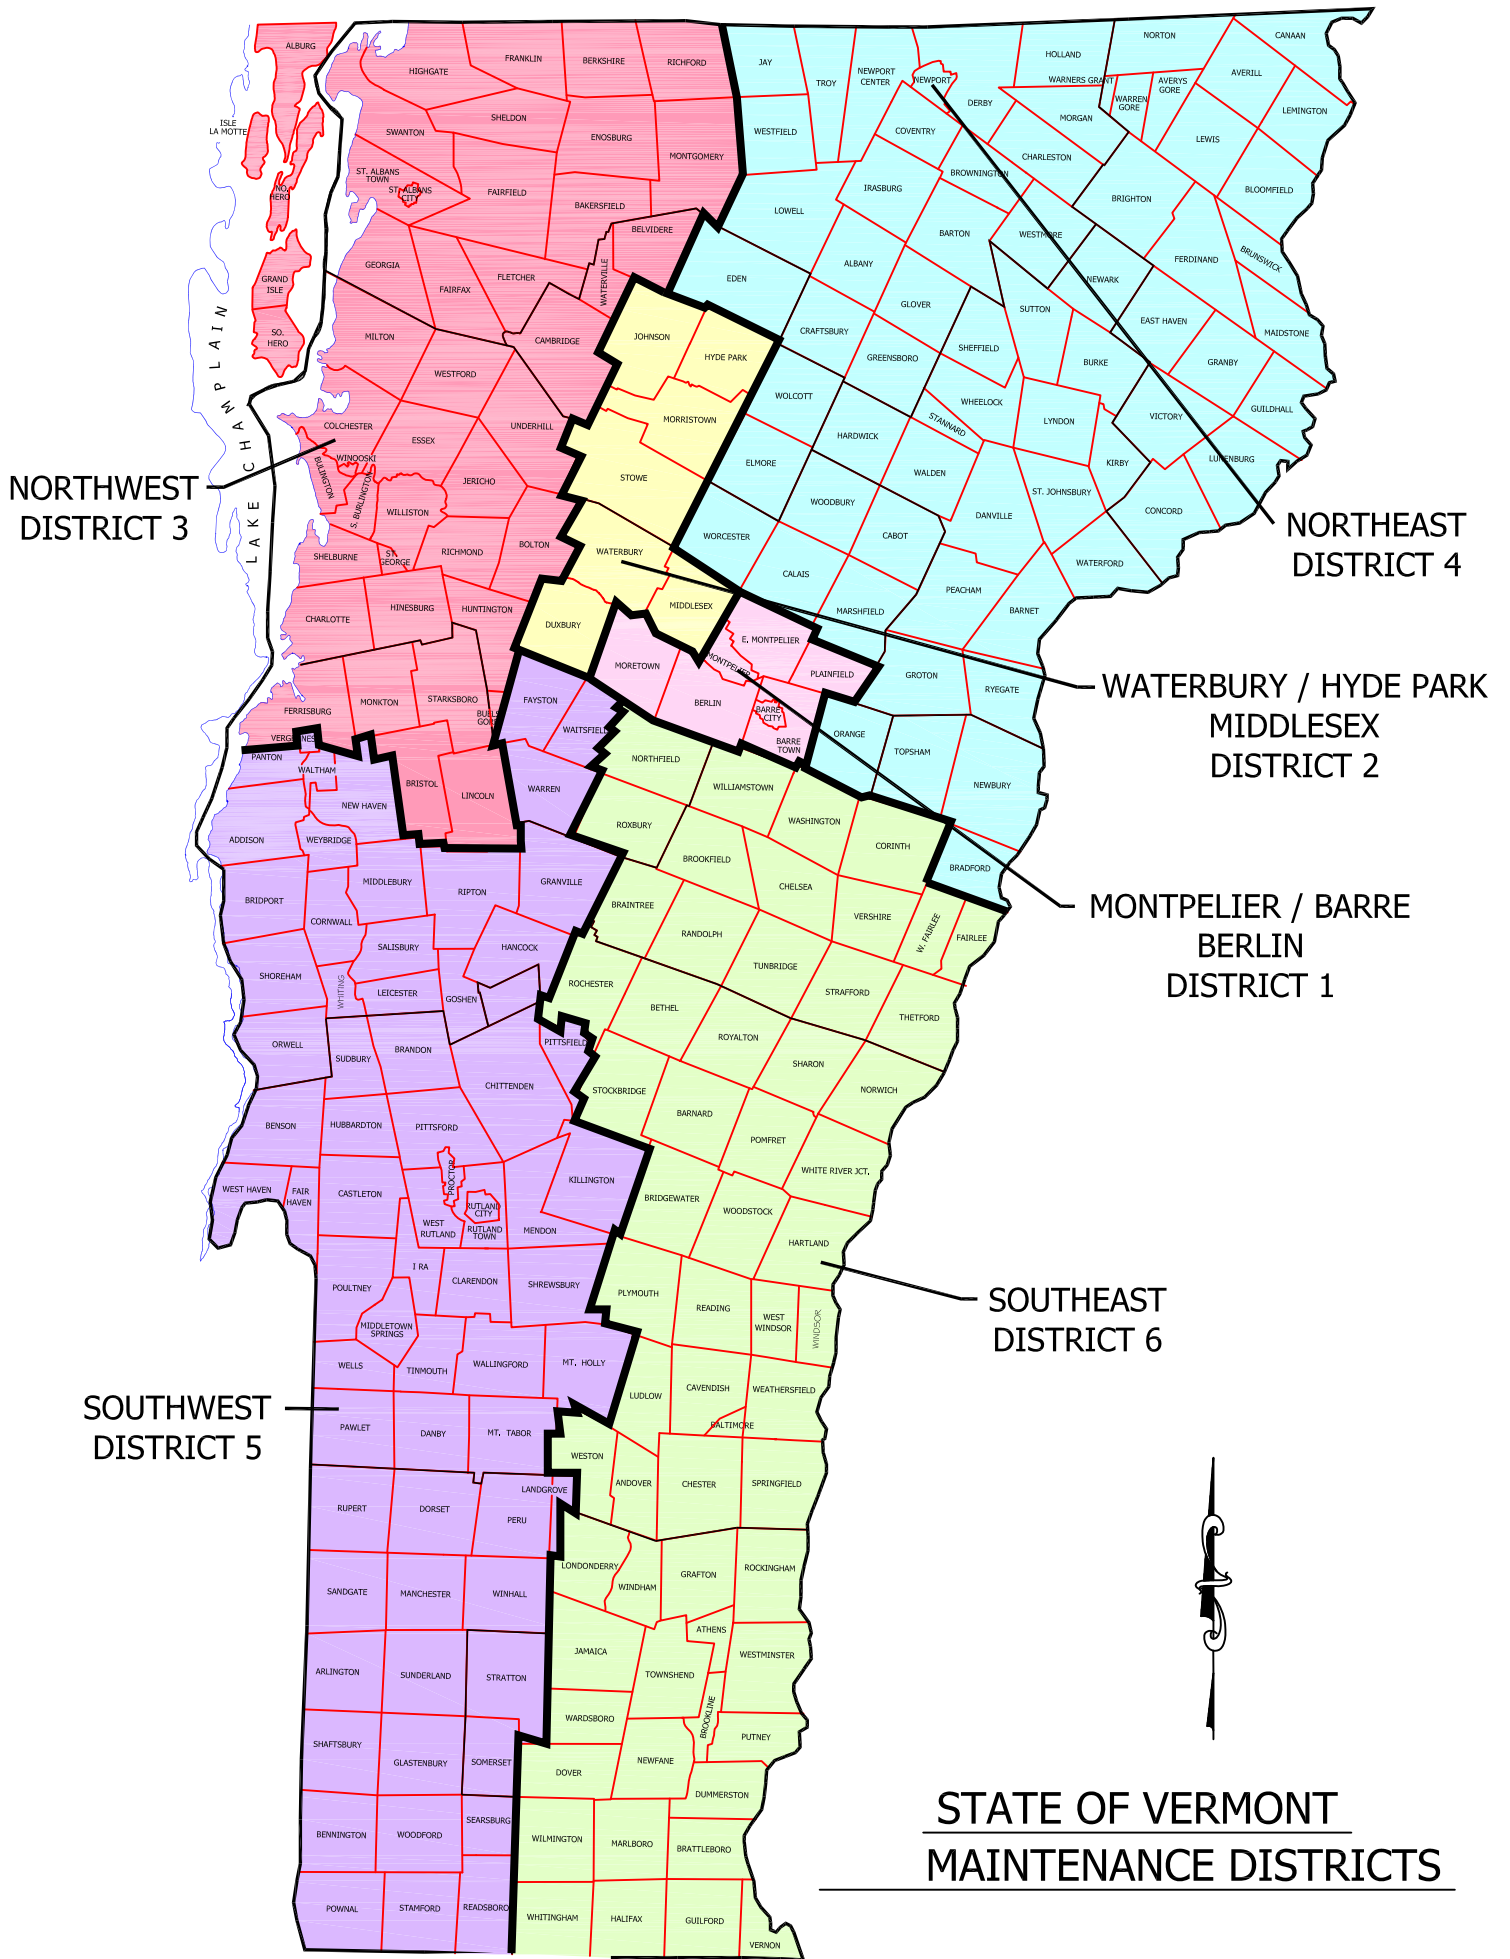 ALBURG
HIGHGATE
FRANKLIN
BERKSHIRE
RICHFORD
JAY
TROY
NEWPORT
CENTER
NEWPORT
DERBY
HOLLAND
NORTON
CANAAN
WARNERS GRANT
WARREN
GORE
AVERYS
GORE
AVERILL
LEMINGTON
ISLE
LA MOTTE
SWANTON
SHELDON
ENOSBURG
MONTGOMERY
WESTFIELD
COVENTRY
MORGAN
LEWIS
CHARLESTON
ST. ALBANS
TOWN
ST. ALBANS
CITY
NO.
HERO
FAIRFIELD
BAKERSFIELD
BELVIDERE
LOWELL
IRASBURG
BROWNINGTON
BRIGHTON
BLOOMFIELD
BARTON
WESTMORE
FERDINAND
BRUNSWICK
GEORGIA
FAIRFAX
FLETCHER
WATERVILLE
GRAND
ISLE
EDEN
ALBANY
NEWARK
GLOVER
SUTTON
EAST HAVEN
MAIDSTONE
SO.
HERO
MILTON
CAMBRIDGE
JOHNSON
HYDE PARK
CRAFTSBURY
GREENSBORO
SHEFFIELD
BURKE
GRANBY
WESTFORD
WOLCOTT
WHEELOCK
STANNARD
LYNDON
VICTORY
GUILDHALL
LAKE CHAMPLAIN
COLCHESTER
ESSEX
UNDERHILL
MORRISTOWN
HARDWICK
WINOOSKI
BULINGTON
S. BURLINGTON
JERICHO
STOWE
ELMORE
WALDEN
KIRBY
LUNENBURG
NORTHWEST
DISTRICT 3
WILLISTON
WOODBURY
ST. JOHNSBURY
CONCORD
DANVILLE
NORTHEAST
DISTRICT 4
SHELBURNE
ST.
GEORGE
RICHMOND
BOLTON
WATERBURY
WORCESTER
CABOT
CALAIS
WATERFORD
PEACHAM
BARNET
CHARLOTTE
HINESBURG
HUNTINGTON
DUXBURY
MIDDLESEX
MARSHFIELD
E. MONTPELIER
MORETOWN
MONTPELIER
PLAINFIELD
GROTON
RYEGATE
WATERBURY / HYDE PARK
MIDDLESEX
DISTRICT 2
FERRISBURG
MONKTON
STARKSBORO
BUELS
GORE
FAYSTON
WAITSFIELD
BERLIN
BARRE
CITY
BARRE
TOWN
ORANGE
TOPSHAM
NEWBURY
VERGENNES
PANTON
WALTHAM
NEW HAVEN
BRISTOL
LINCOLN
WARREN
NORTHFIELD
WILLIAMSTOWN
WASHINGTON
CORINTH
BRADFORD
ADDISON
WEYBRIDGE
ROXBURY
BROOKFIELD
CHELSEA
BRIDPORT
MIDDLEBURY
RIPTON
GRANVILLE
BRAINTREE
RANDOLPH
VERSHIRE
W. FAIRLEE
FAIRLEE
MONTPELIER / BARRE
BERLIN
DISTRICT 1
CORNWALL
SALISBURY
HANCOCK
SHOREHAM
WHITING
LEICESTER
GOSHEN
ROCHESTER
BETHEL
TUNBRIDGE
STRAFFORD
THETFORD
ORWELL
SUDBURY
BRANDON
PITTSFIELD
ROYALTON
SHARON
NORWICH
CHITTENDEN
STOCKBRIDGE
BENSON
HUBBARDTON
PITTSFORD
BARNARD
POMFRET
WHITE RIVER JCT.
WEST HAVEN
FAIR
HAVEN
CASTLETON
PROCTOR
RUTLAND
CITY
WEST
RUTLAND
RUTLAND
TOWN
MENDON
KILLINGTON
BRIDGEWATER
WOODSTOCK
HARTLAND
POULTNEY
I RA
CLARENDON
SHREWSBURY
PLYMOUTH
READING
WEST
WINDSOR
WINDSOR
SOUTHEAST
DISTRICT 6
MIDDLETOWN
SPRINGS
WELLS
TINMOUTH
WALLINGFORD
MT. HOLLY
LUDLOW
CAVENDISH
WEATHERSFIELD
BALTIMORE
SOUTHWEST
DISTRICT 5
PAWLET
DANBY
MT. TABOR
WESTON
ANDOVER
CHESTER
SPRINGFIELD
RUPERT
DORSET
LANDGROVE
PERU
LONDONDERRY
WINDHAM
GRAFTON
ROCKINGHAM
SANDGATE
MANCHESTER
WINHALL
ATHENS
JAMAICA
TOWNSHEND
WESTMINSTER
ARLINGTON
SUNDERLAND
STRATTON
WARDSBORO
BROOKLINE
PUTNEY
SHAFTSBURY
GLASTENBURY
SOMERSET
DOVER
NEWFANE
DUMMERSTON
BENNINGTON
WOODFORD
SEARSBURG
WILMINGTON
MARLBORO
BRATTLEBORO
POWNAL
STAMFORD
READSBORO
WHITINGHAM
HALIFAX
GUILFORD
VERNON
STATE OF VERMONT
MAINTENANCE DISTRICTS